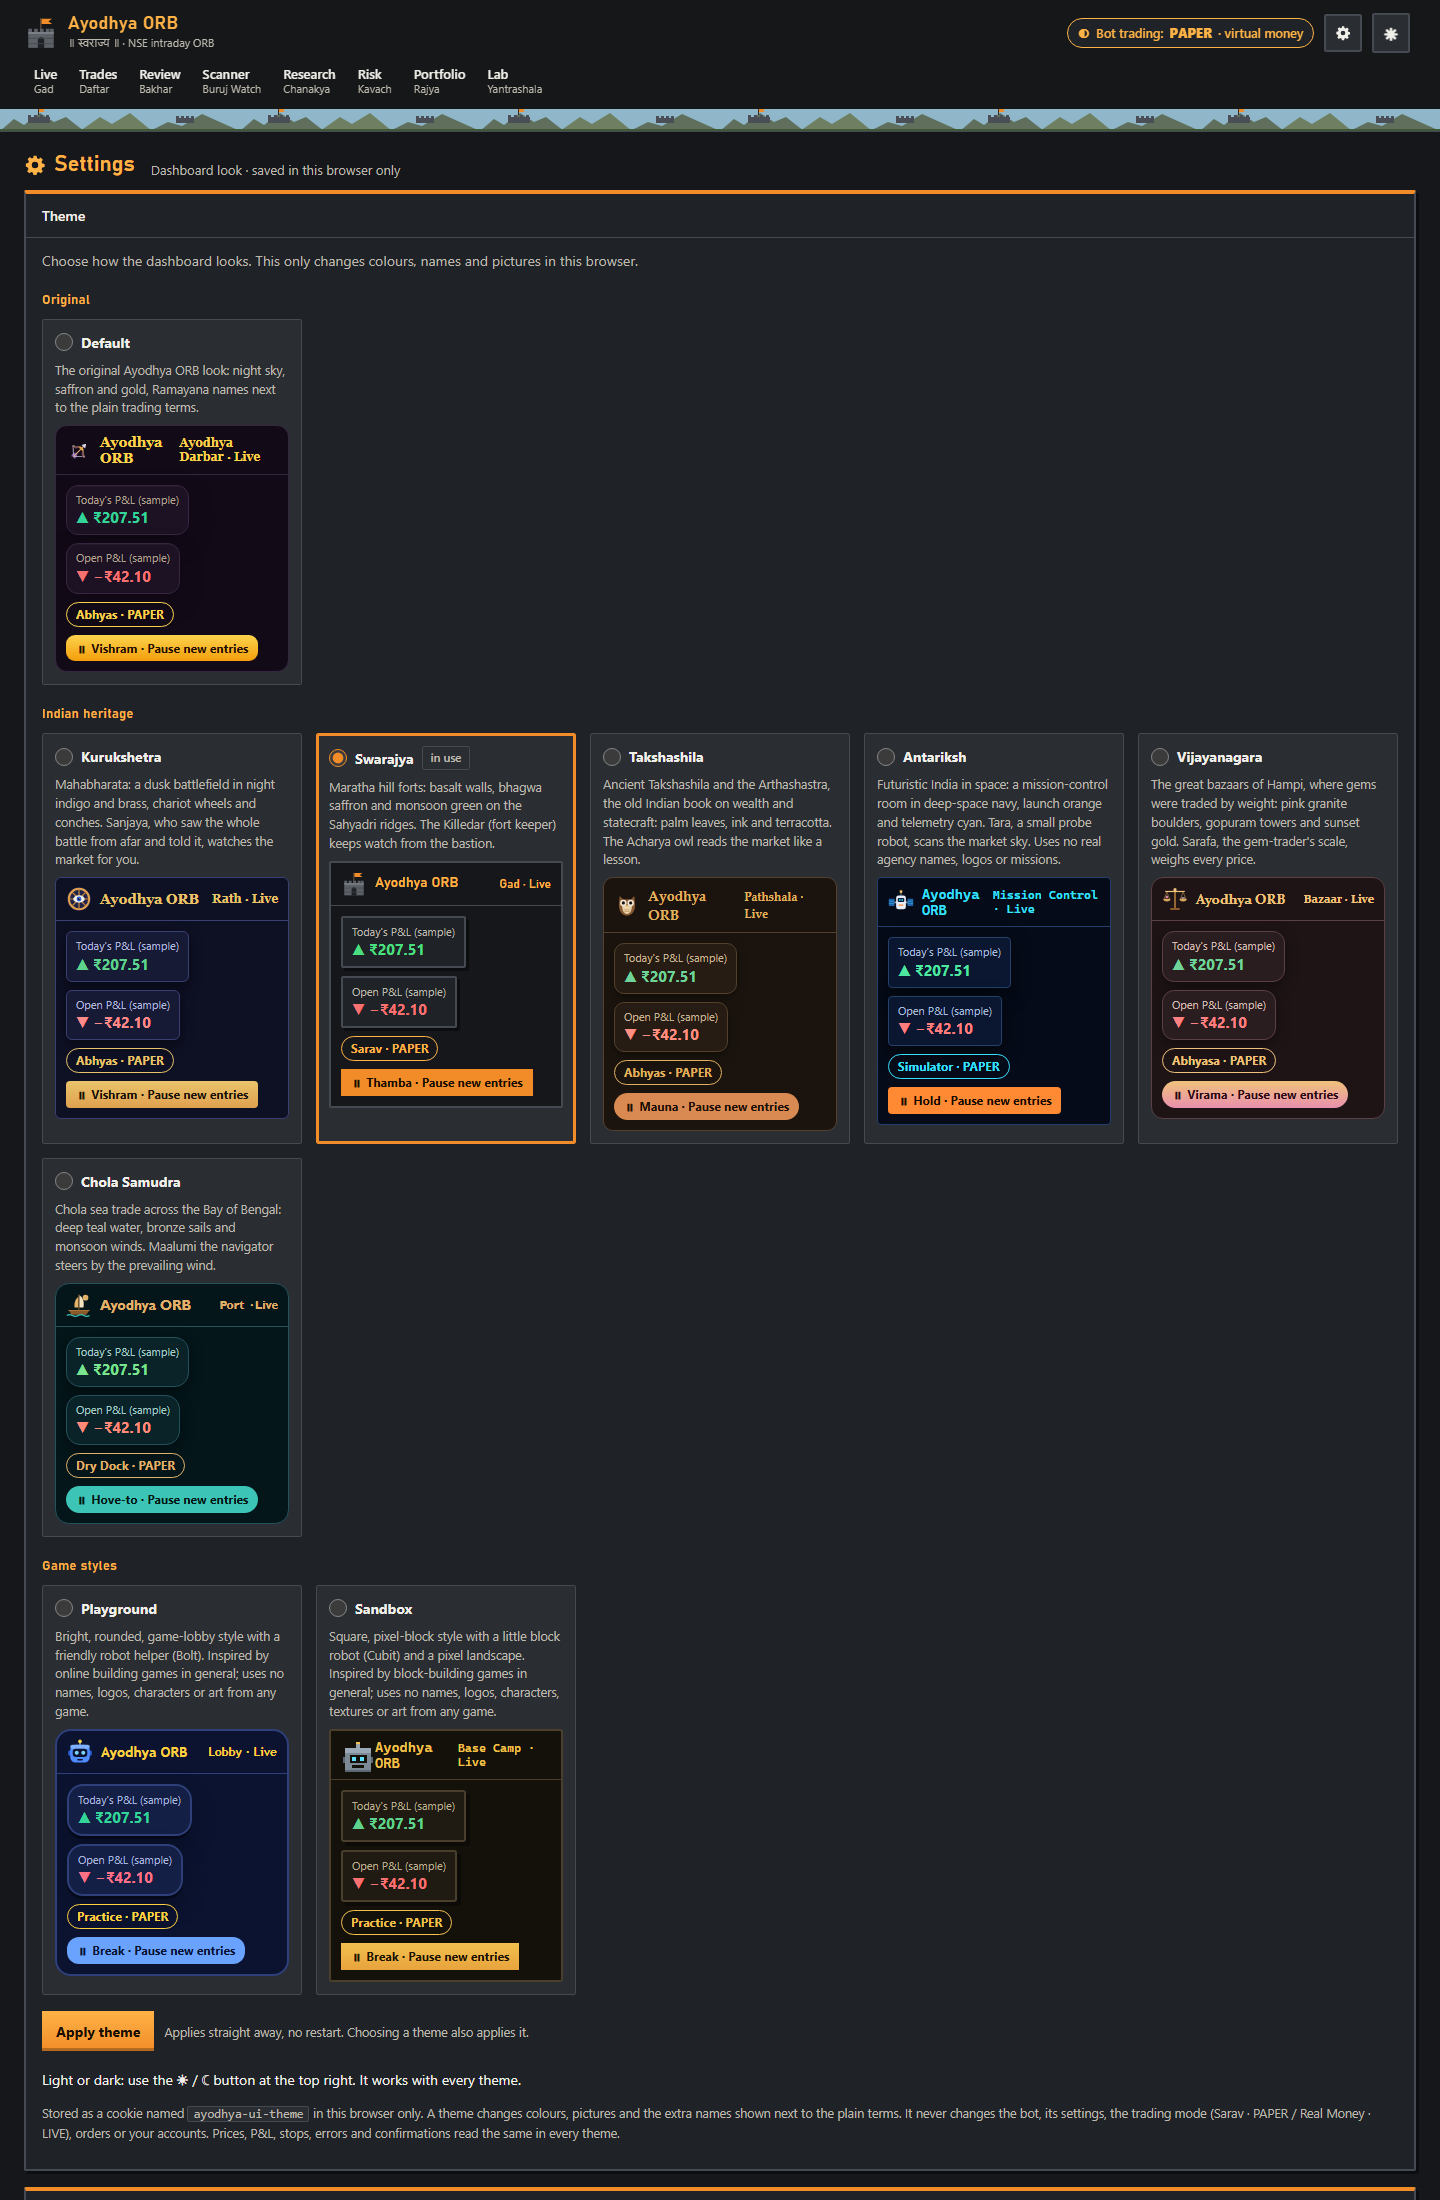 Ayodhya ORB
॥ स्वराज्य ॥ · NSE intraday ORB
Bot trading: PAPER · virtual money
Live Trades Review Scanner Research Risk Portfolio Lab
Gad Daftar Bakhar Buruj Watch Chanakya Kavach Rajya Yantrashala
Settings Dashboard look · saved in this browser only
Theme
Choose how the dashboard looks. This only changes colours, names and pictures in this browser.
Original
Default
The original Ayodhya ORB look: night sky,
saffron and gold, Ramayana names next
to the plain trading terms.
Ayodhya
ORB
Ayodhya
Darbar · Live
Today's P&L (sample)
▲ ₹207.51
Open P&L (sample)
▼ −₹42.10
Abhyas · PAPER
⏸ Vishram · Pause new entries
Indian heritage
Kurukshetra
Mahabharata: a dusk battlefield in night
indigo and brass, chariot wheels and
conches. Sanjaya, who saw the whole
battle from afar and told it, watches the
market for you.
Ayodhya ORB Rath · Live
Today's P&L (sample)
▲ ₹207.51
Open P&L (sample)
▼ −₹42.10
Abhyas · PAPER
⏸ Vishram · Pause new entries
Swarajya in use
Maratha hill forts: basalt walls, bhagwa
saffron and monsoon green on the
Sahyadri ridges. The Killedar (fort keeper)
keeps watch from the bastion.
Ayodhya ORB Gad · Live
Today's P&L (sample)
▲ ₹207.51
Open P&L (sample)
▼ −₹42.10
Sarav · PAPER
⏸ Thamba · Pause new entries
Takshashila
Ancient Takshashila and the Arthashastra,
the old Indian book on wealth and
statecraft: palm leaves, ink and terracotta.
The Acharya owl reads the market like a
lesson.
Ayodhya
ORB
Pathshala ·
Live
Today's P&L (sample)
▲ ₹207.51
Open P&L (sample)
▼ −₹42.10
Abhyas · PAPER
⏸ Mauna · Pause new entries
Antariksh
Futuristic India in space: a mission-control
room in deep-space navy, launch orange
and telemetry cyan. Tara, a small probe
robot, scans the market sky. Uses no real
agency names, logos or missions.
Ayodhya
ORB
Mission Control
· Live
Today's P&L (sample)
▲ ₹207.51
Open P&L (sample)
▼ −₹42.10
Simulator · PAPER
⏸ Hold · Pause new entries
Vijayanagara
The great bazaars of Hampi, where gems
were traded by weight: pink granite
boulders, gopuram towers and sunset
gold. Sarafa, the gem-trader's scale,
weighs every price.
Ayodhya ORB Bazaar · Live
Today's P&L (sample)
▲ ₹207.51
Open P&L (sample)
▼ −₹42.10
Abhyasa · PAPER
⏸ Virama · Pause new entries
Chola Samudra
Chola sea trade across the Bay of Bengal:
deep teal water, bronze sails and
monsoon winds. Maalumi the navigator
steers by the prevailing wind.
Ayodhya ORB Port · Live
Today's P&L (sample)
▲ ₹207.51
Open P&L (sample)
▼ −₹42.10
Dry Dock · PAPER
⏸ Hove-to · Pause new entries
Game styles
Playground
Bright, rounded, game-lobby style with a
friendly robot helper (Bolt). Inspired by
online building games in general; uses no
names, logos, characters or art from any
game.
Ayodhya ORB Lobby · Live
Today's P&L (sample)
▲ ₹207.51
Open P&L (sample)
▼ −₹42.10
Practice · PAPER
⏸ Break · Pause new entries
Sandbox
Square, pixel-block style with a little block
robot (Cubit) and a pixel landscape.
Inspired by block-building games in
general; uses no names, logos, characters,
textures or art from any game.
Ayodhya
ORB
Base Camp ·
Live
Today's P&L (sample)
▲ ₹207.51
Open P&L (sample)
▼ −₹42.10
Practice · PAPER
⏸ Break · Pause new entries
Apply theme Applies straight away, no restart. Choosing a theme also applies it.
Light or dark: use the ☀ / ☾ button at the top right. It works with every theme.
Stored as a cookie named ayodhya-ui-theme in this browser only. A theme changes colours, pictures and the extra names shown next to the plain terms. It never changes the bot, its settings, the trading mode (Sarav · PAPER / Real Money ·
LIVE), orders or your accounts. Prices, P&L, stops, errors and confirmations read the same in every theme.